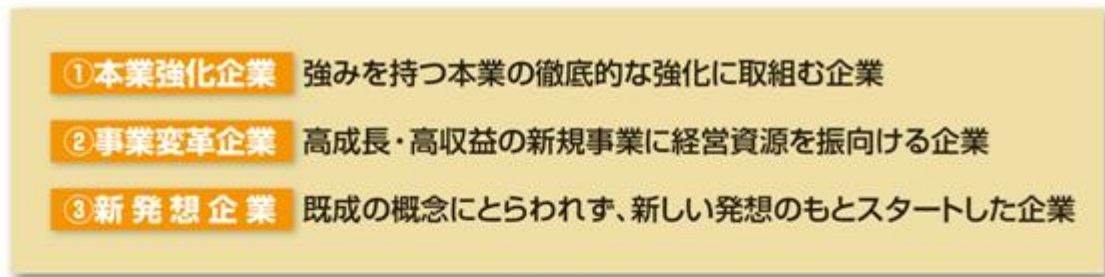 ①本業強化企業 強みを持つ本業の徹底的な強化に取組む企業
②事業変革企業 高成長・高収益の新規事業に経営資源を振向ける企業
③新発想企業 既成の概念にとらわれず、新しい発想のもとスタートした企業